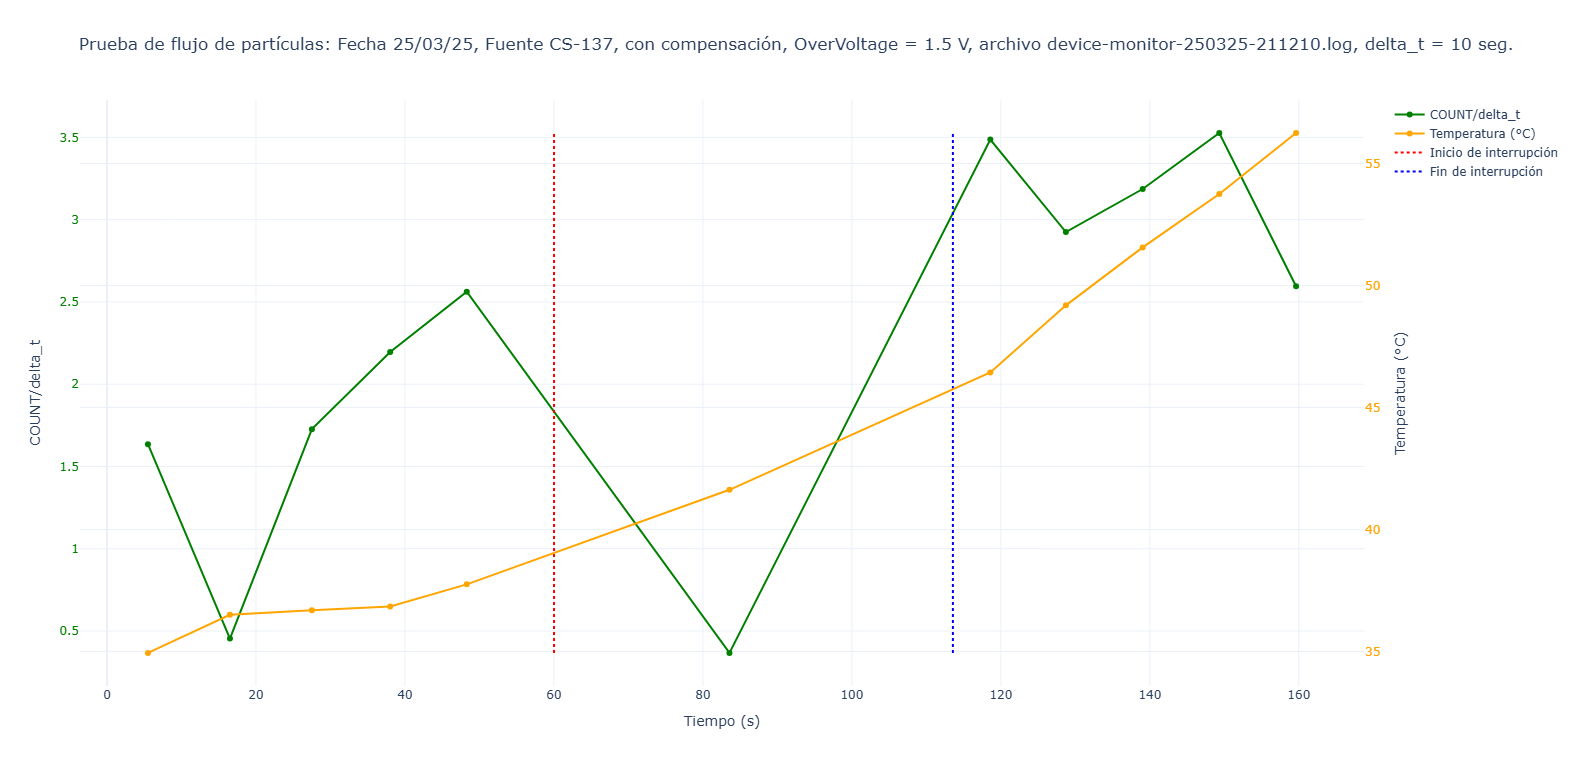 Prueba de flujo de partículas: Fecha 25/03/25, Fuente CS-137, con compensación, OverVoltage = 1.5 V, archivo device-monitor-250325-211210.log, delta_t = 10 seg.
COUNT/delta_t
Temperatura (°C)
Inicio de interrupción
Fin de interrupción
3.5
3
2.5
2
1.5
1
0.5
COUNT/delta_t
55
50
45
40
35
Temperatura (°C)
0 20 40 60 80 100 120 140 160
Tiempo (s)